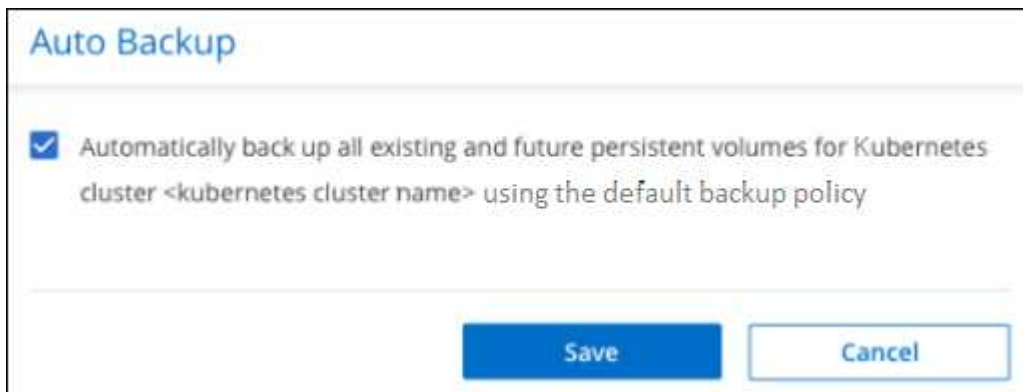 Auto Backup
Automatically back up all existing and future persistent volumes for Kubernetes
cluster <kubernetes cluster name> using the default backup policy
Save
Cancel